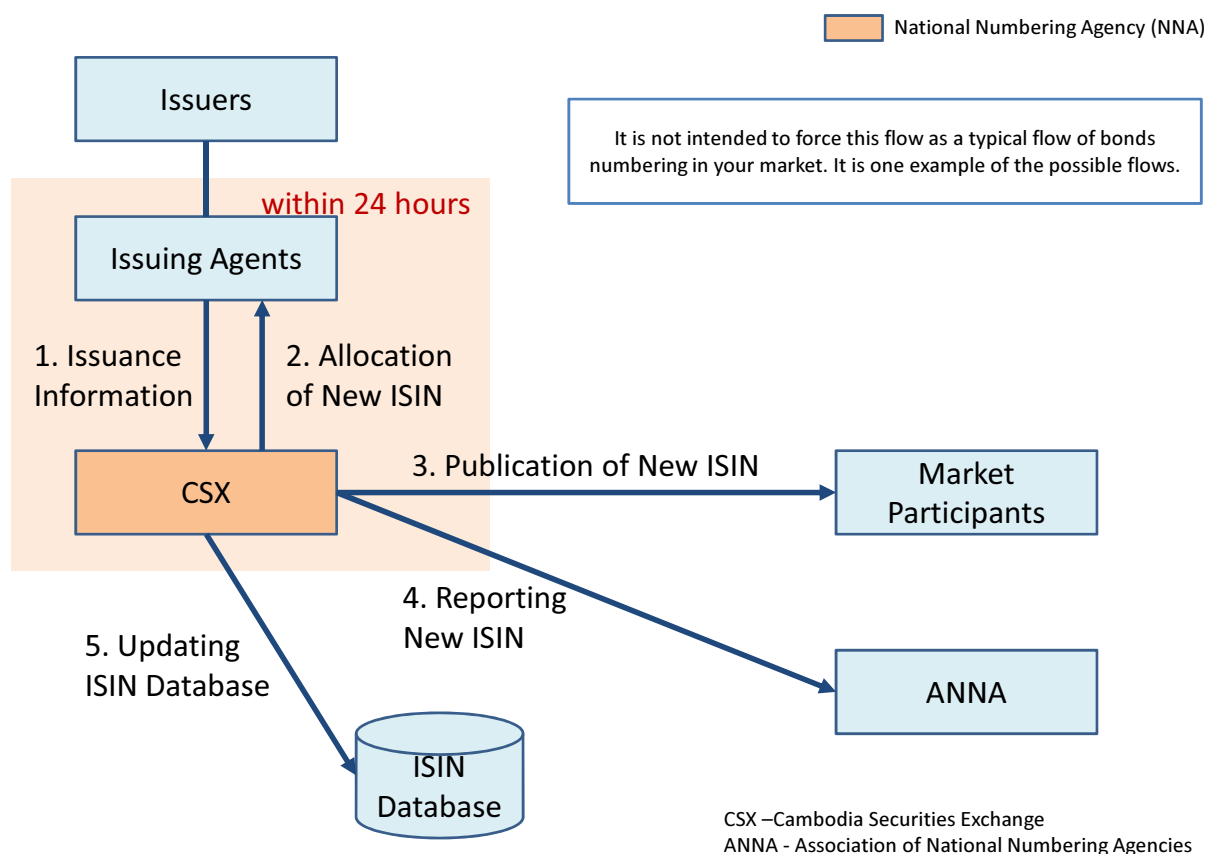 National Numbering Agency (NNA)
Issuers
It is not intended to force this flow as a typical flow of bonds
numbering in your market. It is one example of the possible flows.
within 24 hours
Issuing Agents
1. Issuance
Information
2. Allocation
of New ISIN
CSX
3. Publication of New ISIN
Market
Participants
4. Reporting
New ISIN
5. Updating
ISIN Database
ANNA
ISIN
Database
CSX –Cambodia Securities Exchange
ANNA - Association of National Numbering Agencies